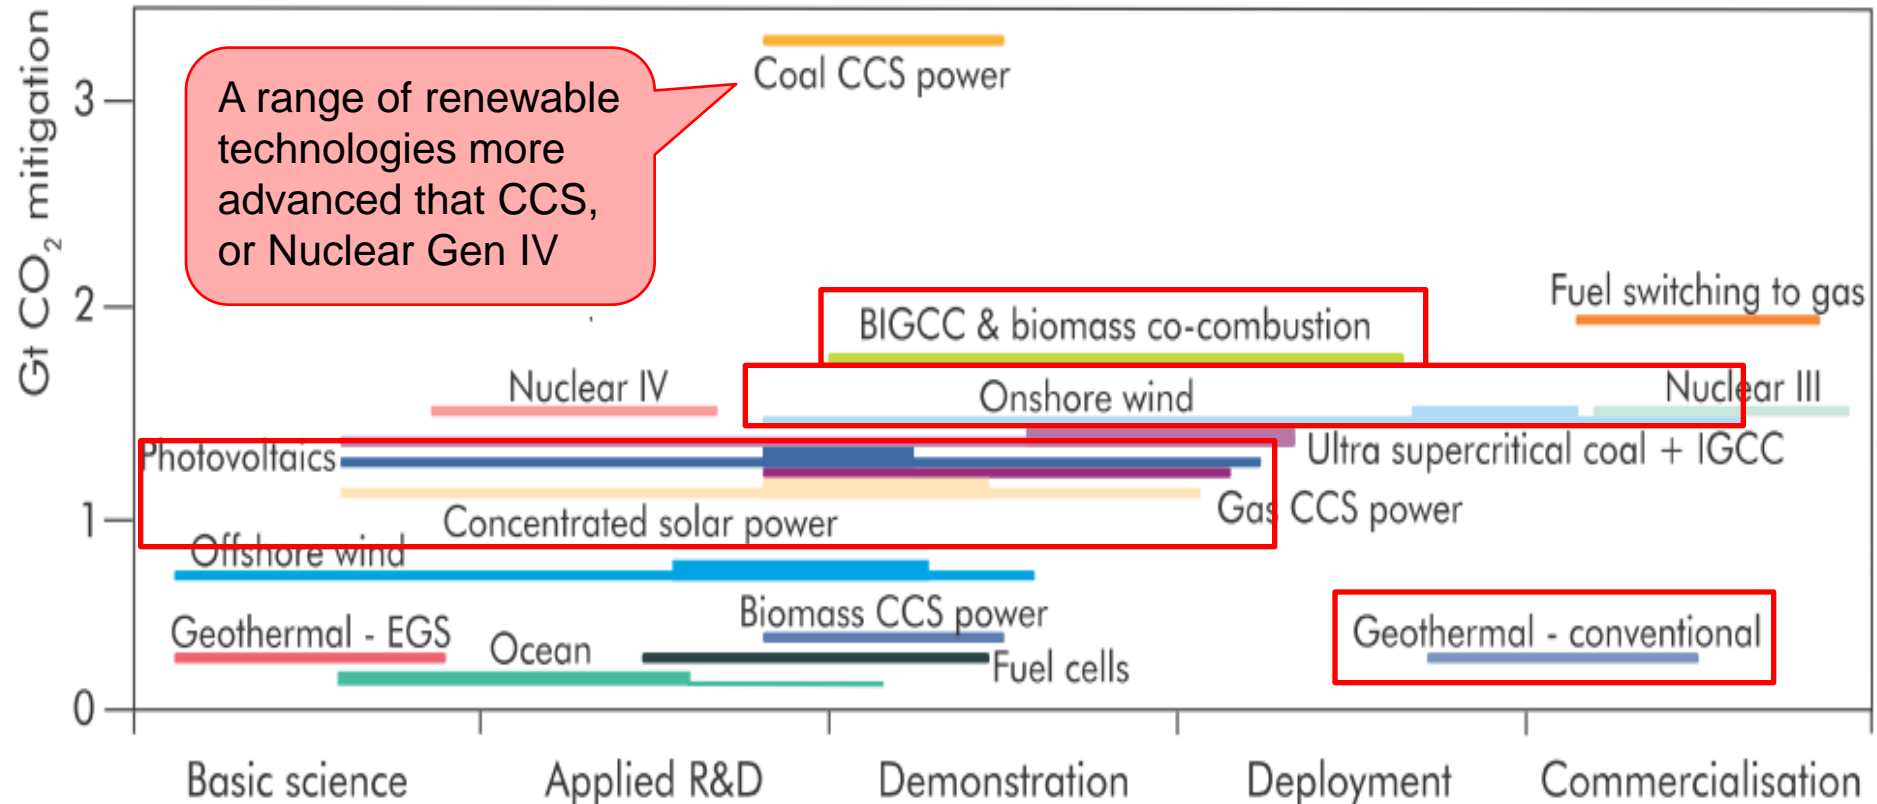 Gt CO₂ mitigation
3
2
1
0
A range of renewable
technologies more
advanced that CCS,
or Nuclear Gen IV
Coal CCS power
Fuel switching to gas
BIGCC & biomass co-combustion
Nuclear IV
Onshore wind
Nuclear III
Photovoltaics
Ultra supercritical coal + IGCC
Concentrated solar power
Gas CCS power
Offshore wind
Biomass CCS power
Geothermal - EGS
Ocean
Fuel cells
Geothermal - conventional
Basic science
Applied R&D
Demonstration
Deployment
Commercialisation